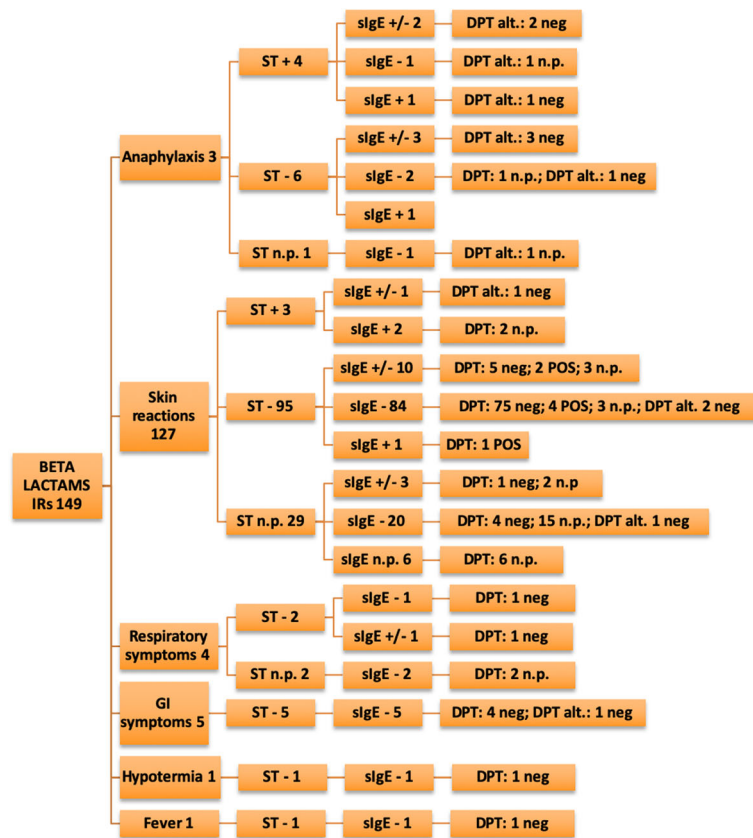 sIgE +/- 2
DPT alt.: 2 neg
ST + 4
sIgE - 1
DPT alt.: 1 n.p.
sIgE + 1
DPT alt.: 1 neg
Anaphylaxis 3
sIgE +/- 3
DPT alt.: 3 neg
ST - 6
sIgE - 2
DPT: 1 n.p.; DPT alt.: 1 neg
sIgE + 1
ST n.p. 1
sIgE - 1
DPT alt.: 1 n.p.
sIgE +/- 1
DPT alt.: 1 neg
ST + 3
sIgE + 2
DPT: 2 n.p.
sIgE +/- 10
DPT: 5 neg; 2 POS; 3 n.p.
Skin
reactions
127
ST - 95
sIgE - 84
DPT: 75 neg; 4 POS; 3 n.p.; DPT alt. 2 neg
sIgE + 1
DPT: 1 POS
BETA
LACTAMS
IRs 149
sIgE +/- 3
DPT: 1 neg; 2 n.p
ST n.p. 29
sIgE - 20
DPT: 4 neg; 15 n.p.; DPT alt. 1 neg
sIgE n.p. 6
DPT: 6 n.p.
sIgE - 1
DPT: 1 neg
Respiratory
symptoms 4
ST - 2
sIgE +/- 1
DPT: 1 neg
ST n.p. 2
sIgE - 2
DPT: 2 n.p.
GI
symptoms 5
ST - 5
sIgE - 5
DPT: 4 neg; DPT alt.: 1 neg
Hypotermia 1
ST - 1
sIgE - 1
DPT: 1 neg
Fever 1
ST - 1
sIgE - 1
DPT: 1 neg